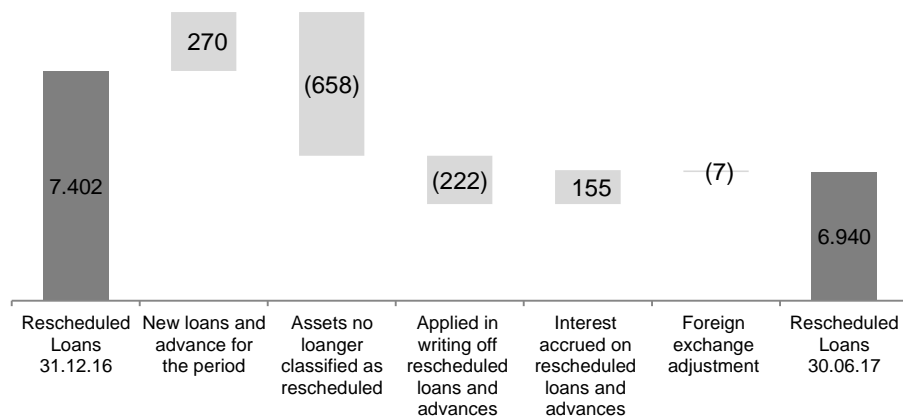 270
(658)
7.402
(222)
155
(7)
6.940
Rescheduled
Loans
31.12.16
New loans and
advance for
the period
Assets no
loanger
classified as
rescheduled
Applied in
writing off
rescheduled
loans and
advances
Interest
accrued on
rescheduled
loans and
advances
Foreign
exchange
adjustment
Rescheduled
Loans
30.06.17